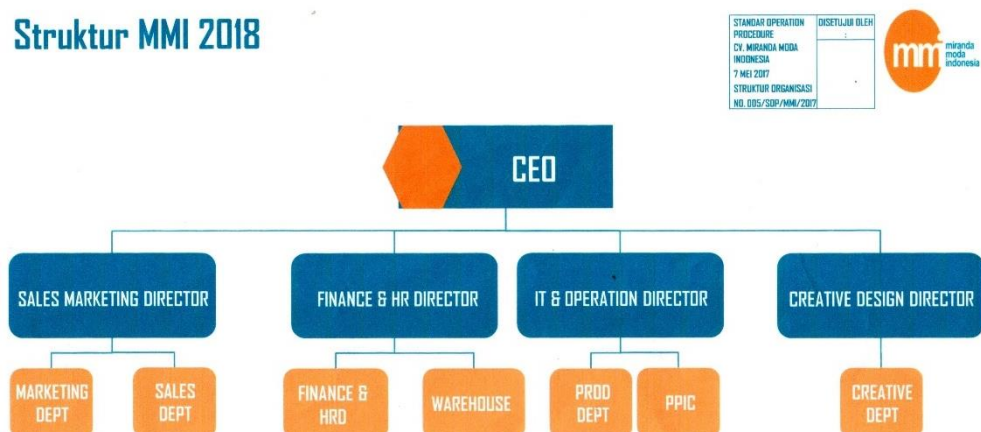 Struktur MMI 2018
STANDAR OPERATION
PROCEDURE
CV. MIRANDA MODA
INDONESIA
7 MEI 2017
STRUKTUR ORGANISASI
NO. 005/SOP/MMI/2017
DISETUJUI OLEH
:
mm
miranda
moda
indonesia
CEO
SALES MARKETING DIRECTOR
FINANCE & HR DIRECTOR
IT & OPERATION DIRECTOR
CREATIVE DESIGN DIRECTOR
MARKETING
DEPT
SALES
DEPT
FINANCE &
HRD
WAREHOUSE
PROD
DEPT
PPIC
CREATIVE
DEPT